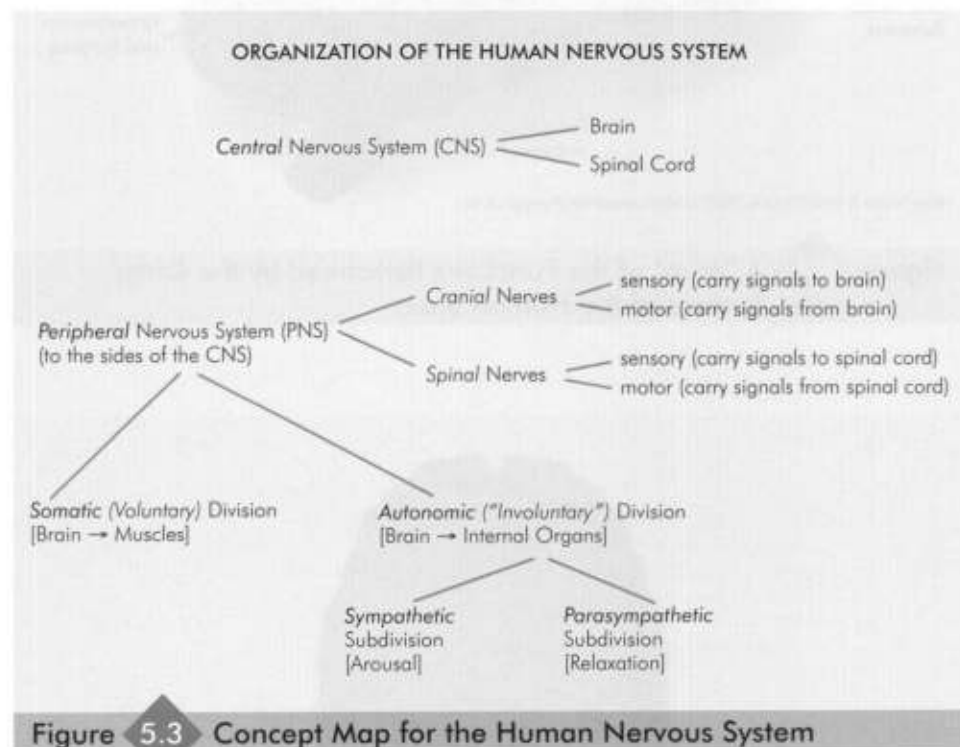 ORGANIZATION OF THE HUMAN NERVOUS SYSTEM
Central Nervous System (CNS)
Brain
Spinal Cord
Peripheral Nervous System (PNS)
(to the sides of the CNS)
Cranial Nerves
sensory (carry signals to brain)
motor (carry signals from brain)
Spinal Nerves
sensory (carry signals to spinal cord)
motor (carry signals from spinal cord)
Somatic (Voluntary) Division
[Brain → Muscles]
Autonomic ("Involuntary") Division
[Brain → Internal Organs]
Sympathetic
Subdivision
[Arousal]
Parasympathetic
Subdivision
[Relaxation]
Figure 5.3 Concept Map for the Human Nervous System